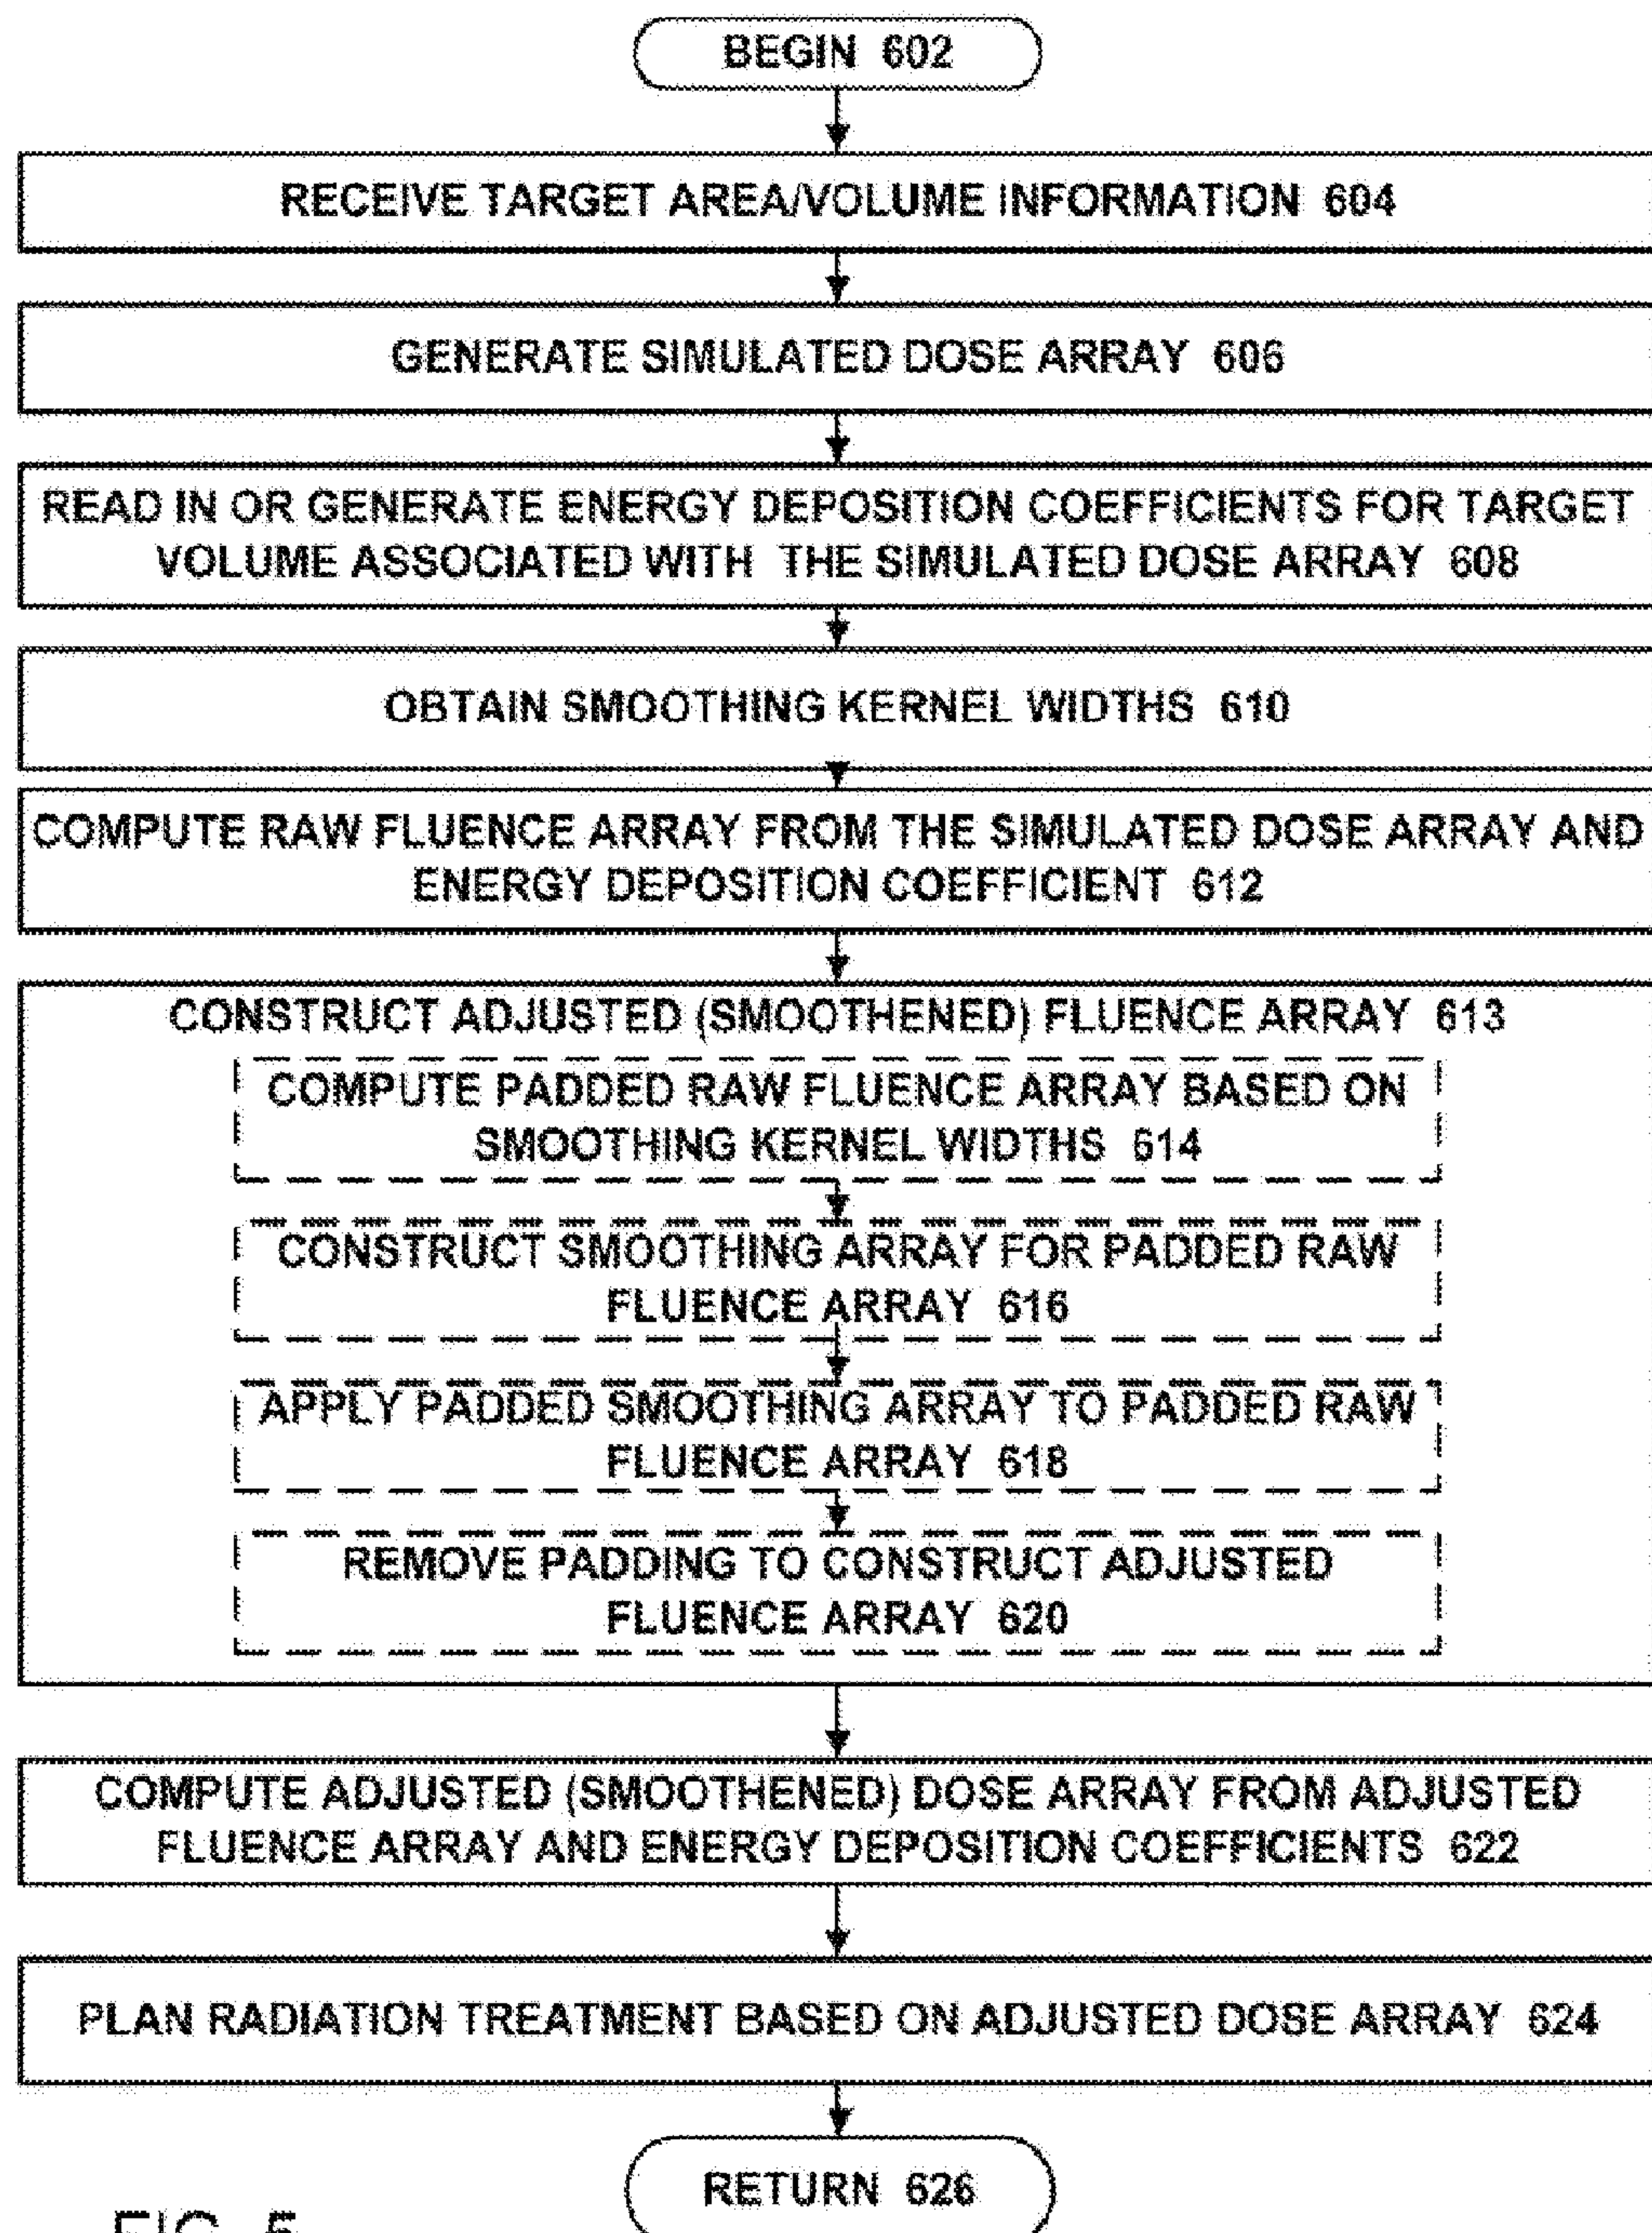 BEGIN 602
RECEIVE TARGET AREA/VOLUME INFORMATION 604
GENERATE SIMULATED DOSE ARRAY 606
READ IN OR GENERATE ENERGY DEPOSITION COEFFICIENTS FOR TARGET
VOLUME ASSOCIATED WITH THE SIMULATED DOSE ARRAY 608
OBTAIN SMOOTHING KERNEL WIDTHS 610
COMPUTE RAW FLUENCE ARRAY FROM THE SIMULATED DOSE ARRAY AND
ENERGY DEPOSITION COEFFICIENT 612
CONSTRUCT ADJUSTED (SMOOTHENED) FLUENCE ARRAY 613
COMPUTE PADDED RAW FLUENCE ARRAY BASED ON
SMOOTHING KERNEL WIDTHS 614
CONSTRUCT SMOOTHING ARRAY FOR PADDED RAW
FLUENCE ARRAY 616
APPLY PADDED SMOOTHING ARRAY TO PADDED RAW
FLUENCE ARRAY 618
REMOVE PADDING TO CONSTRUCT ADJUSTED
FLUENCE ARRAY 620
COMPUTE ADJUSTED (SMOOTHENED) DOSE ARRAY FROM ADJUSTED
FLUENCE ARRAY AND ENERGY DEPOSITION COEFFICIENTS 622
PLAN RADIATION TREATMENT BASED ON ADJUSTED DOSE ARRAY 624
RETURN 626
FIG. 5